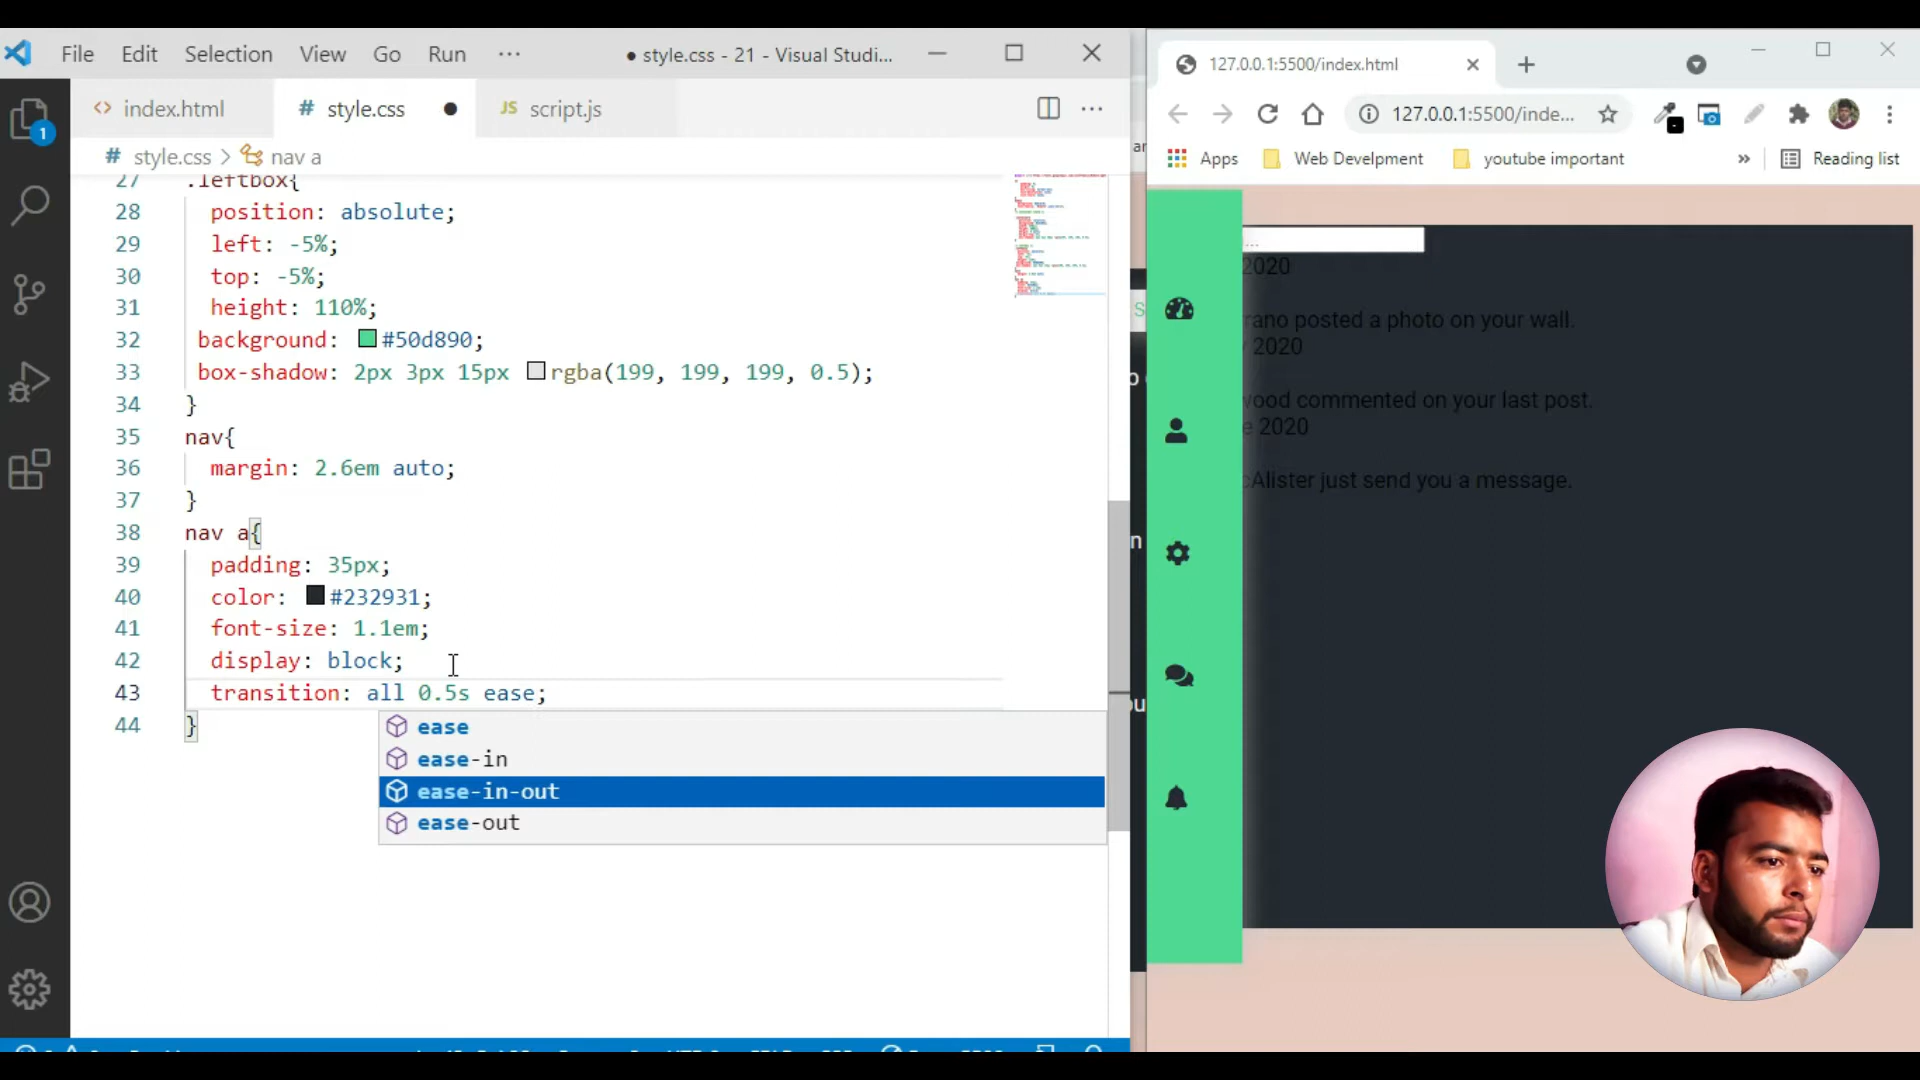 File Edit Selection View Go Run ··· ● style.css - 21 - Visual Studi...
<> index.html # style.css ● JS script.js ···
# style.css > nav a
27 .leftbox{
28 position: absolute;
29 left: -5%;
30 top: -5%;
31 height: 110%;
32 background: #50d890;
33 box-shadow: 2px 3px 15px rgba(199, 199, 199, 0.5);
34 }
35 nav{
36 margin: 2.6em auto;
37 }
38 nav a{
39 padding: 35px;
40 color: #232931;
41 font-size: 1.1em;
42 display: block;
43 transition: all 0.5s ease;
44 }
ease
ease-in
ease-in-out
ease-out
1
127.0.0.1:5500/index.html
127.0.0.1:5500/inde...
Apps Web Develpment youtube important » Reading list
...
2020
rano posted a photo on your wall.
2020
wood commented on your last post.
e 2020
cAlister just send you a message.